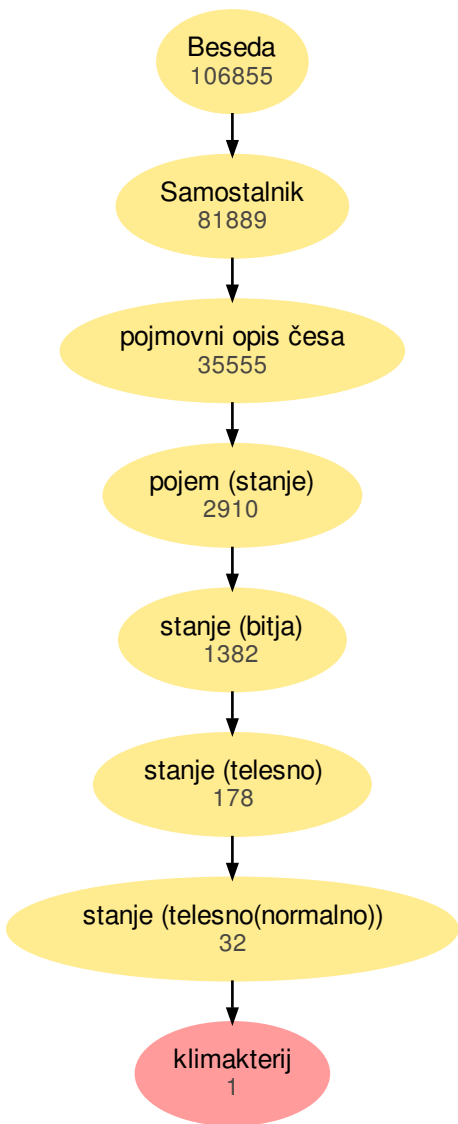 Beseda
106855
Samostalnik
81889
pojmovni opis česa
35555
pojem (stanje)
2910
stanje (bitja)
1382
stanje (telesno)
178
stanje (telesno(normalno))
32
klimakterij
1